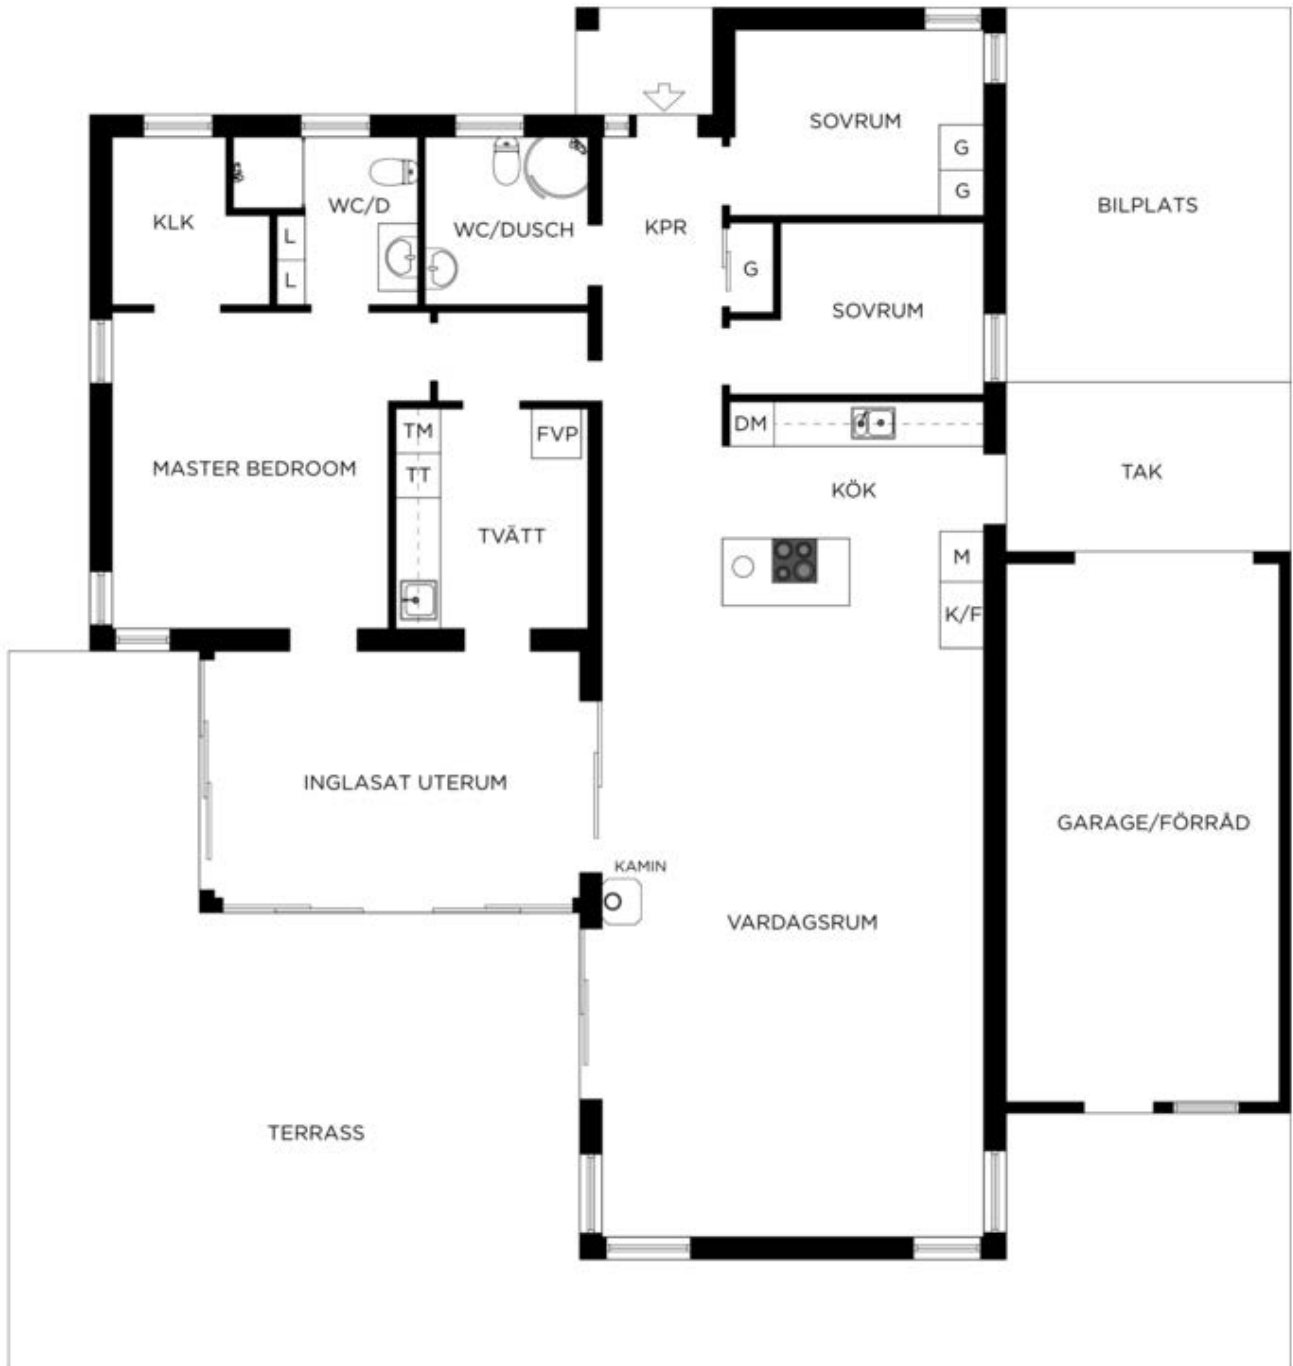 SOVRUM
G
G
BILPLATS
KLK
WC/D
L
L
WC/DUSCH
KPR
G
SOVRUM
MASTER BEDROOM
TM
TT
FVP
TVÄTT
DM
KÖK
TAK
M
K/F
INGLASAT UTERUM
KAMIN
VARDAGSRUM
GARAGE/FÖRRÅD
TERRASS